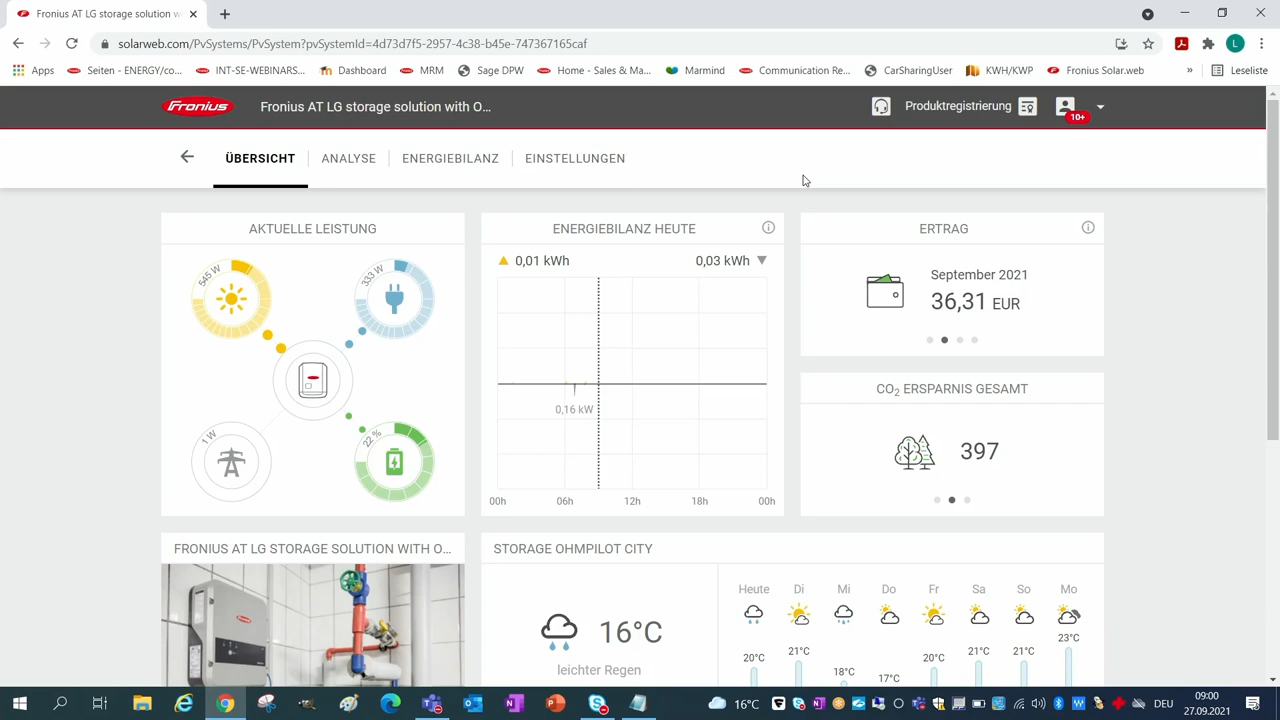 Fronius AT LG storage solution w
solarweb.com/PvSystems/PvSystem?pvSystemId=4d73d7f5-2957-4c38-b45e-747367165caf
Apps
Seiten - ENERGY/co...
INT-SE-WEBINARS...
Dashboard
MRM
Sage DPW
Home - Sales & Ma...
Marmind
Communication Re...
CarSharingUser
KWH/KWP
Fronius Solar.web
»
Leseliste
L
Fronius
Fronius AT LG storage solution with O...
Produktregistrierung
10+
ÜBERSICHT
ANALYSE
ENERGIEBILANZ
EINSTELLUNGEN
AKTUELLE LEISTUNG
545 W
333 W
1 W
22 %
ENERGIEBILANZ HEUTE
0,01 kWh
0,03 kWh
0,16 kW
00h
06h
12h
18h
00h
ERTRAG
September 2021
36,31 EUR
CO2 ERSPARNIS GESAMT
397
FRONIUS AT LG STORAGE SOLUTION WITH O...
STORAGE OHMPILOT CITY
16°C
leichter Regen
Heute Di Mi Do Fr Sa So Mo
20°C 21°C 18°C 17°C 20°C 21°C 21°C 23°C
16°C
DEU
09:00
27.09.2021